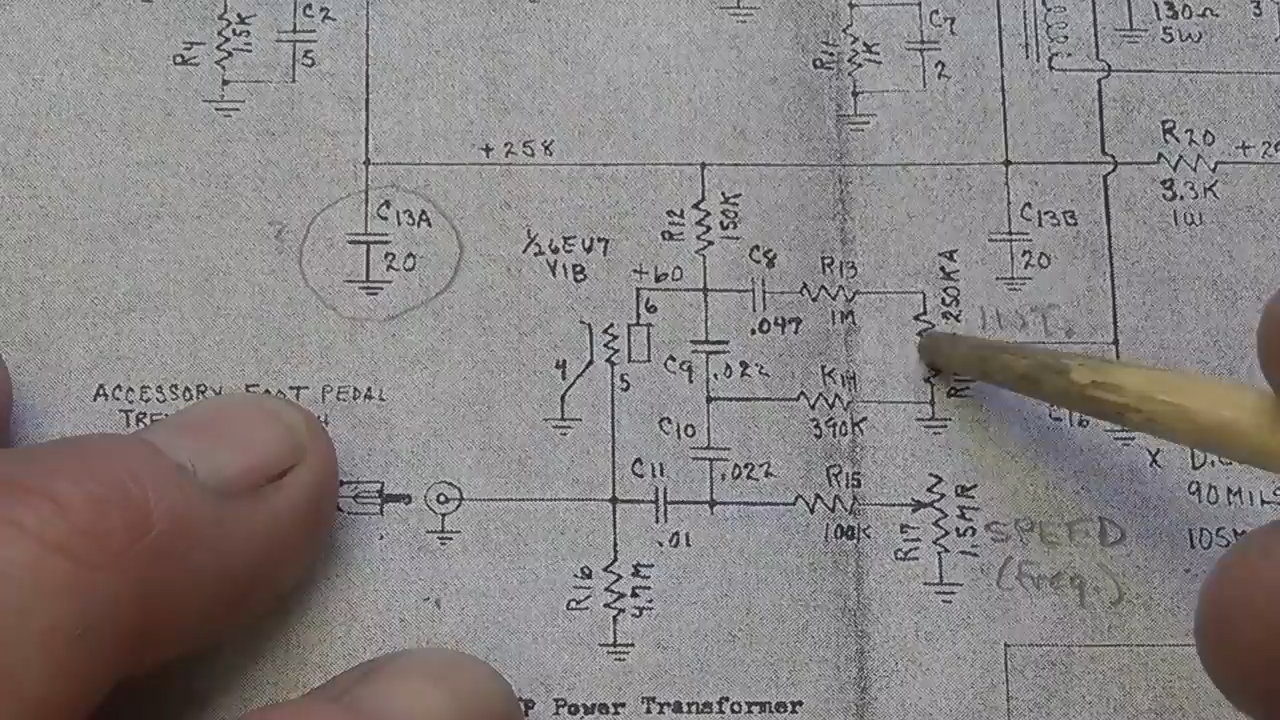 C2
R4
1.5K
5
C7
1K
2
130Ω
5W
+258
R20
3.3K
1W
C13A
20
R12
150K
C13B
20
1/2 6EU7
V1B
+60
6
C8
.047
R13
1M
250KA
4
5
C9
.022
R14
390K
ACCESSORY FOOT PEDAL
C10
.022
C16
C11
.01
R15
100K
R17
1.5MR
SPEED
(freq.)
R16
4.7M
X
90MIL
105M
Power Transformer